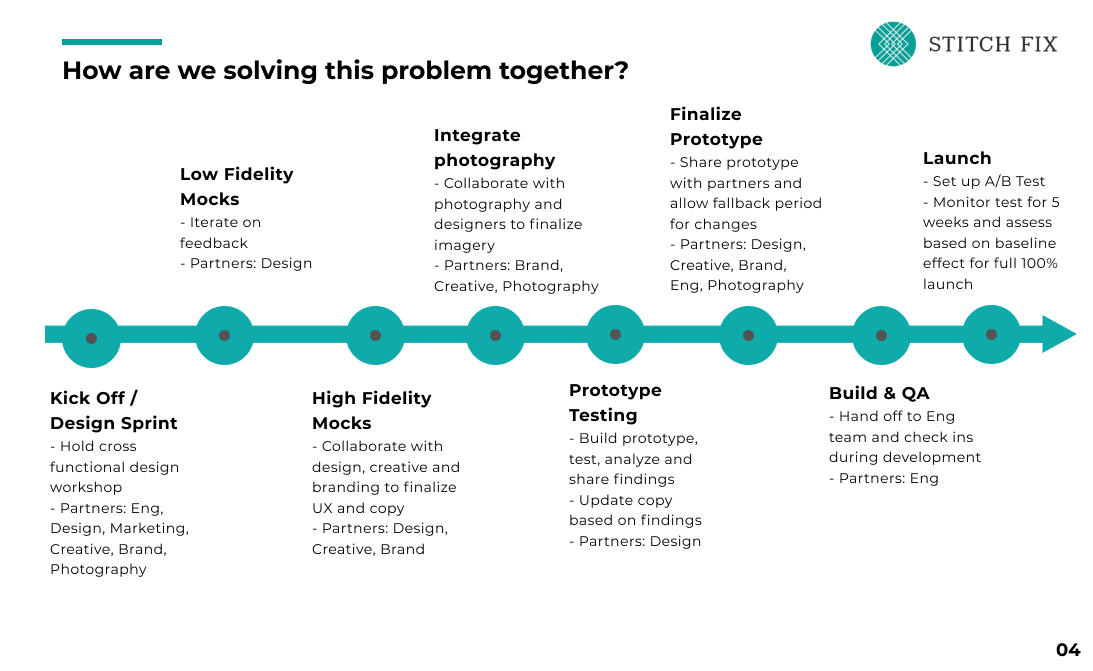 STITCH FIX
How are we solving this problem together?
Kick Off /
Design Sprint
- Hold cross
functional design
workshop
- Partners: Eng,
Design, Marketing,
Creative, Brand,
Photography
Low Fidelity
Mocks
- Iterate on
feedback
- Partners: Design
High Fidelity
Mocks
- Collaborate with
design, creative and
branding to finalize
UX and copy
- Partners: Design,
Creative, Brand
Integrate
photography
- Collaborate with
photography and
designers to finalize
imagery
- Partners: Brand,
Creative, Photography
Prototype
Testing
- Build prototype,
test, analyze and
share findings
- Update copy
based on findings
- Partners: Design
Finalize
Prototype
- Share prototype
with partners and
allow fallback period
for changes
- Partners: Design,
Creative, Brand,
Eng, Photography
Build & QA
- Hand off to Eng
team and check ins
during development
- Partners: Eng
Launch
- Set up A/B Test
- Monitor test for 5
weeks and assess
based on baseline
effect for full 100%
launch
04